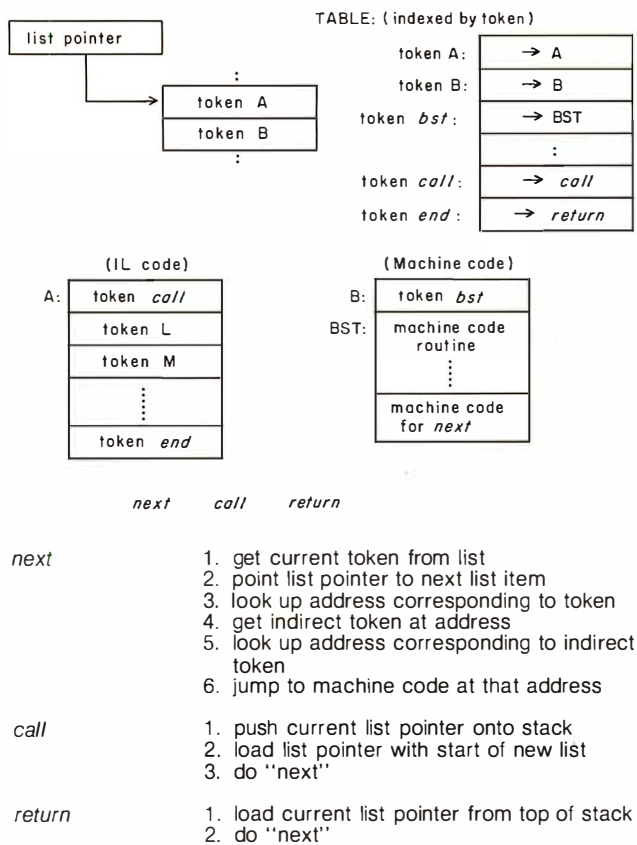 TABLE: (indexed by token)
list pointer
:
token A
token B
:
token A: → A
token B: → B
token bst: → BST
:
token call: → call
token end: → return
(IL code)
A: token call
token L
token M
token end
(Machine code)
B: token bst
BST: machine code
routine
machine code
for next
next call return
next 1. get current token from list
2. point list pointer to next list item
3. look up address corresponding to token
4. get indirect token at address
5. look up address corresponding to indirect
token
6. jump to machine code at that address
call 1. push current list pointer onto stack
2. load list pointer with start of new list
3. do "next"
return 1. load current list pointer from top of stack
2. do "next"